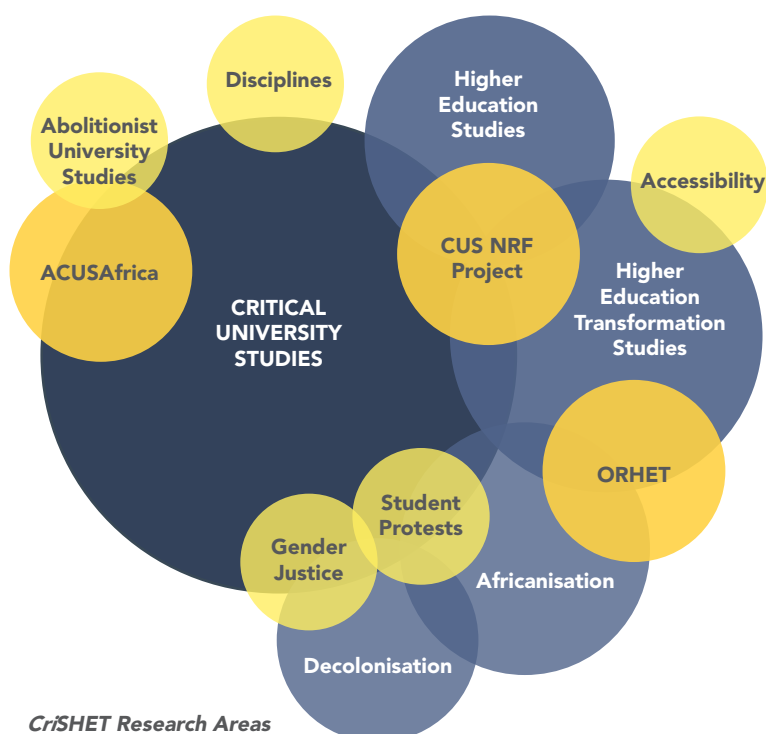 Disciplines
Higher
Education
Studies
Abolitionist
University
Studies
Accessibility
ACUSAfrica
CUS NRF
Project
Higher
Education
Transformation
Studies
CRITICAL
UNIVERSITY
STUDIES
ORHET
Student
Protests
Gender
Justice
Africanisation
Decolonisation
CriSHET Research Areas